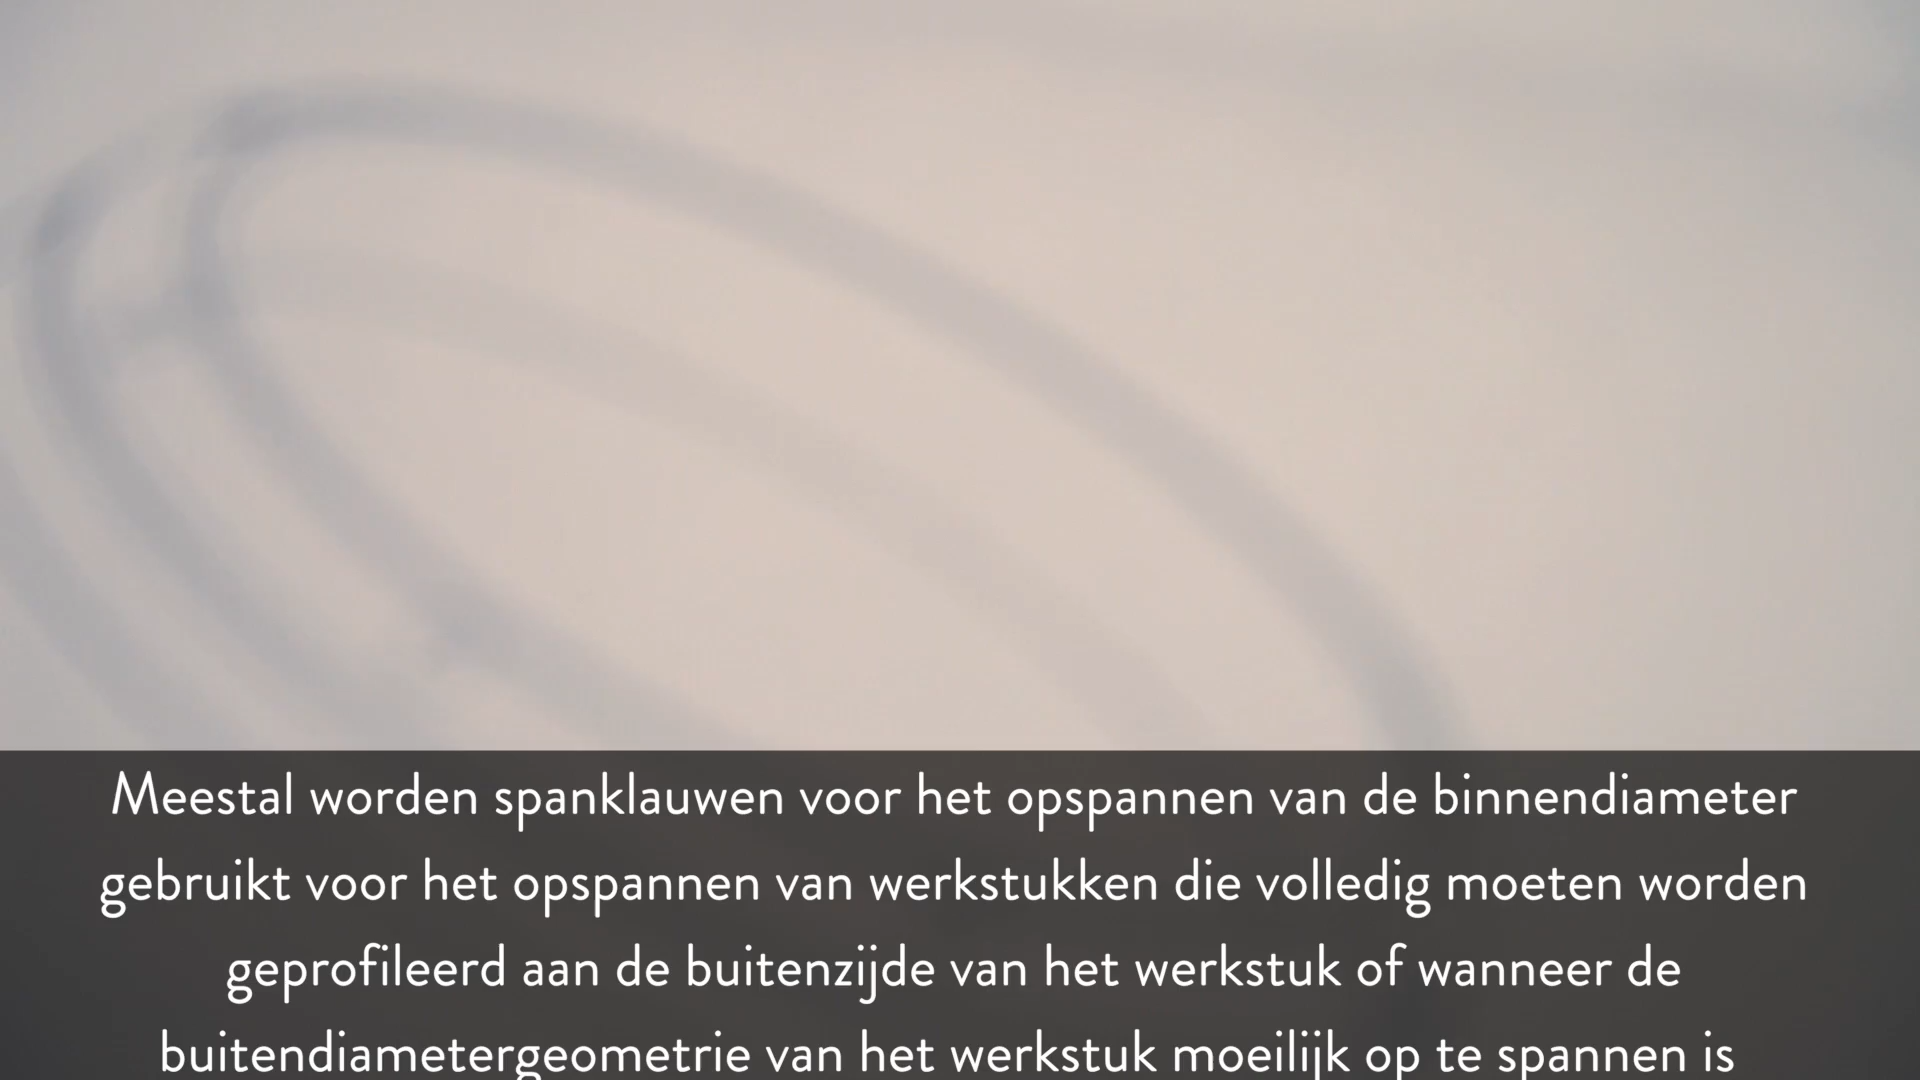 Meestal worden spanklauwen voor het opspannen van de binnendiameter
gebruikt voor het opspannen van werkstukken die volledig moeten worden
geprofileerd aan de buitenzijde van het werkstuk of wanneer de
buitendiametergeometrie van het werkstuk moeilijk op te spannen is